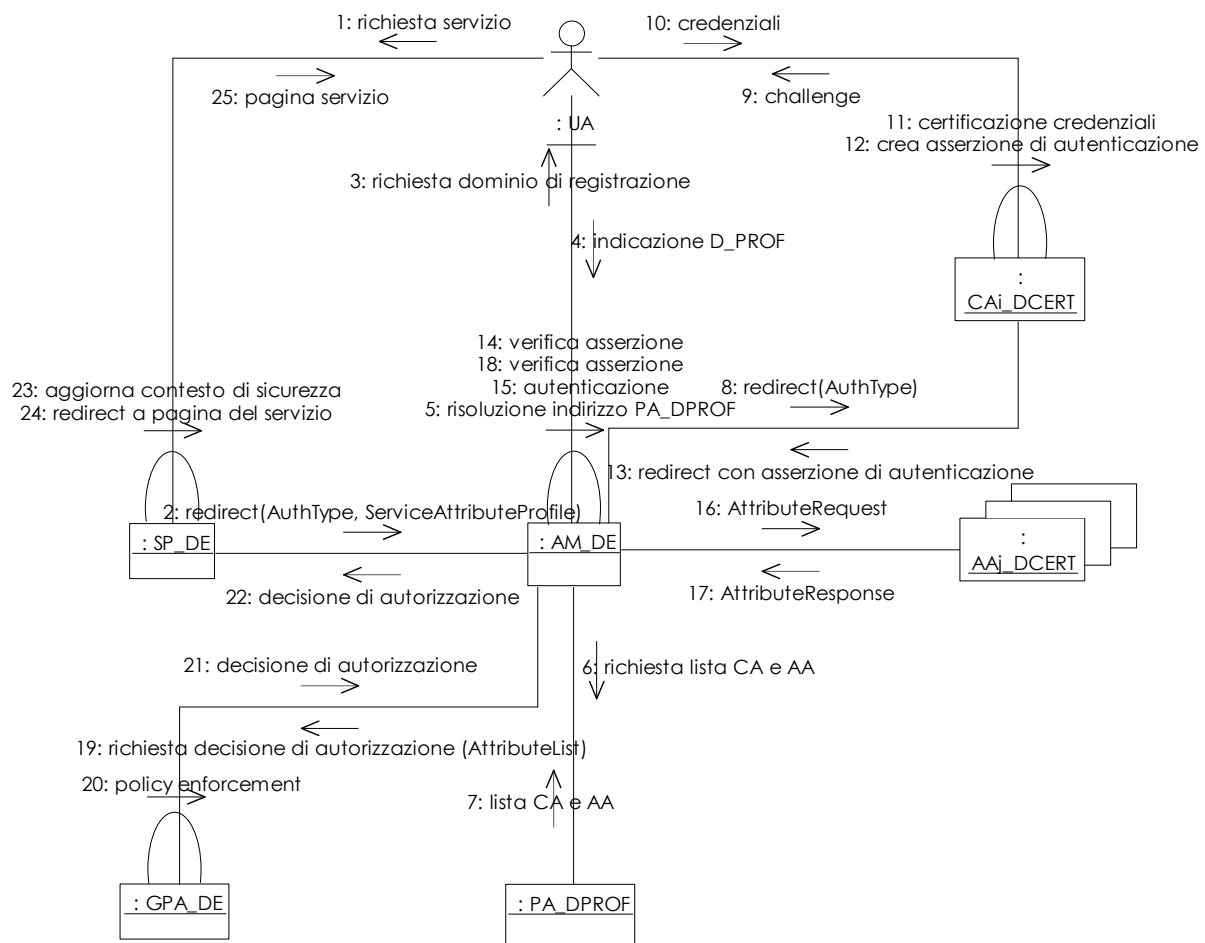 1: richiesta servizio
10: credenziali
25: pagina servizio
9: challenge
: UA
11: certificazione credenziali
12: crea asserzione di autenticazione
3: richiesta dominio di registrazione
4: indicazione D_PROF
:
CAi_DCERT
14: verifica asserzione
18: verifica asserzione
15: autenticazione
8: redirect(AuthType)
5: risoluzione indirizzo PA_DPROF
23: aggiorna contesto di sicurezza
24: redirect a pagina del servizio
13: redirect con asserzione di autenticazione
2: redirect(AuthType, ServiceAttributeProfile)
16: AttributeRequest
: SP_DE
: AM_DE
:
AAj_DCERT
22: decisione di autorizzazione
17: AttributeResponse
21: decisione di autorizzazione
6: richiesta lista CA e AA
19: richiesta decisione di autorizzazione (AttributeList)
20: policy enforcement
7: lista CA e AA
: GPA_DE
: PA_DPROF